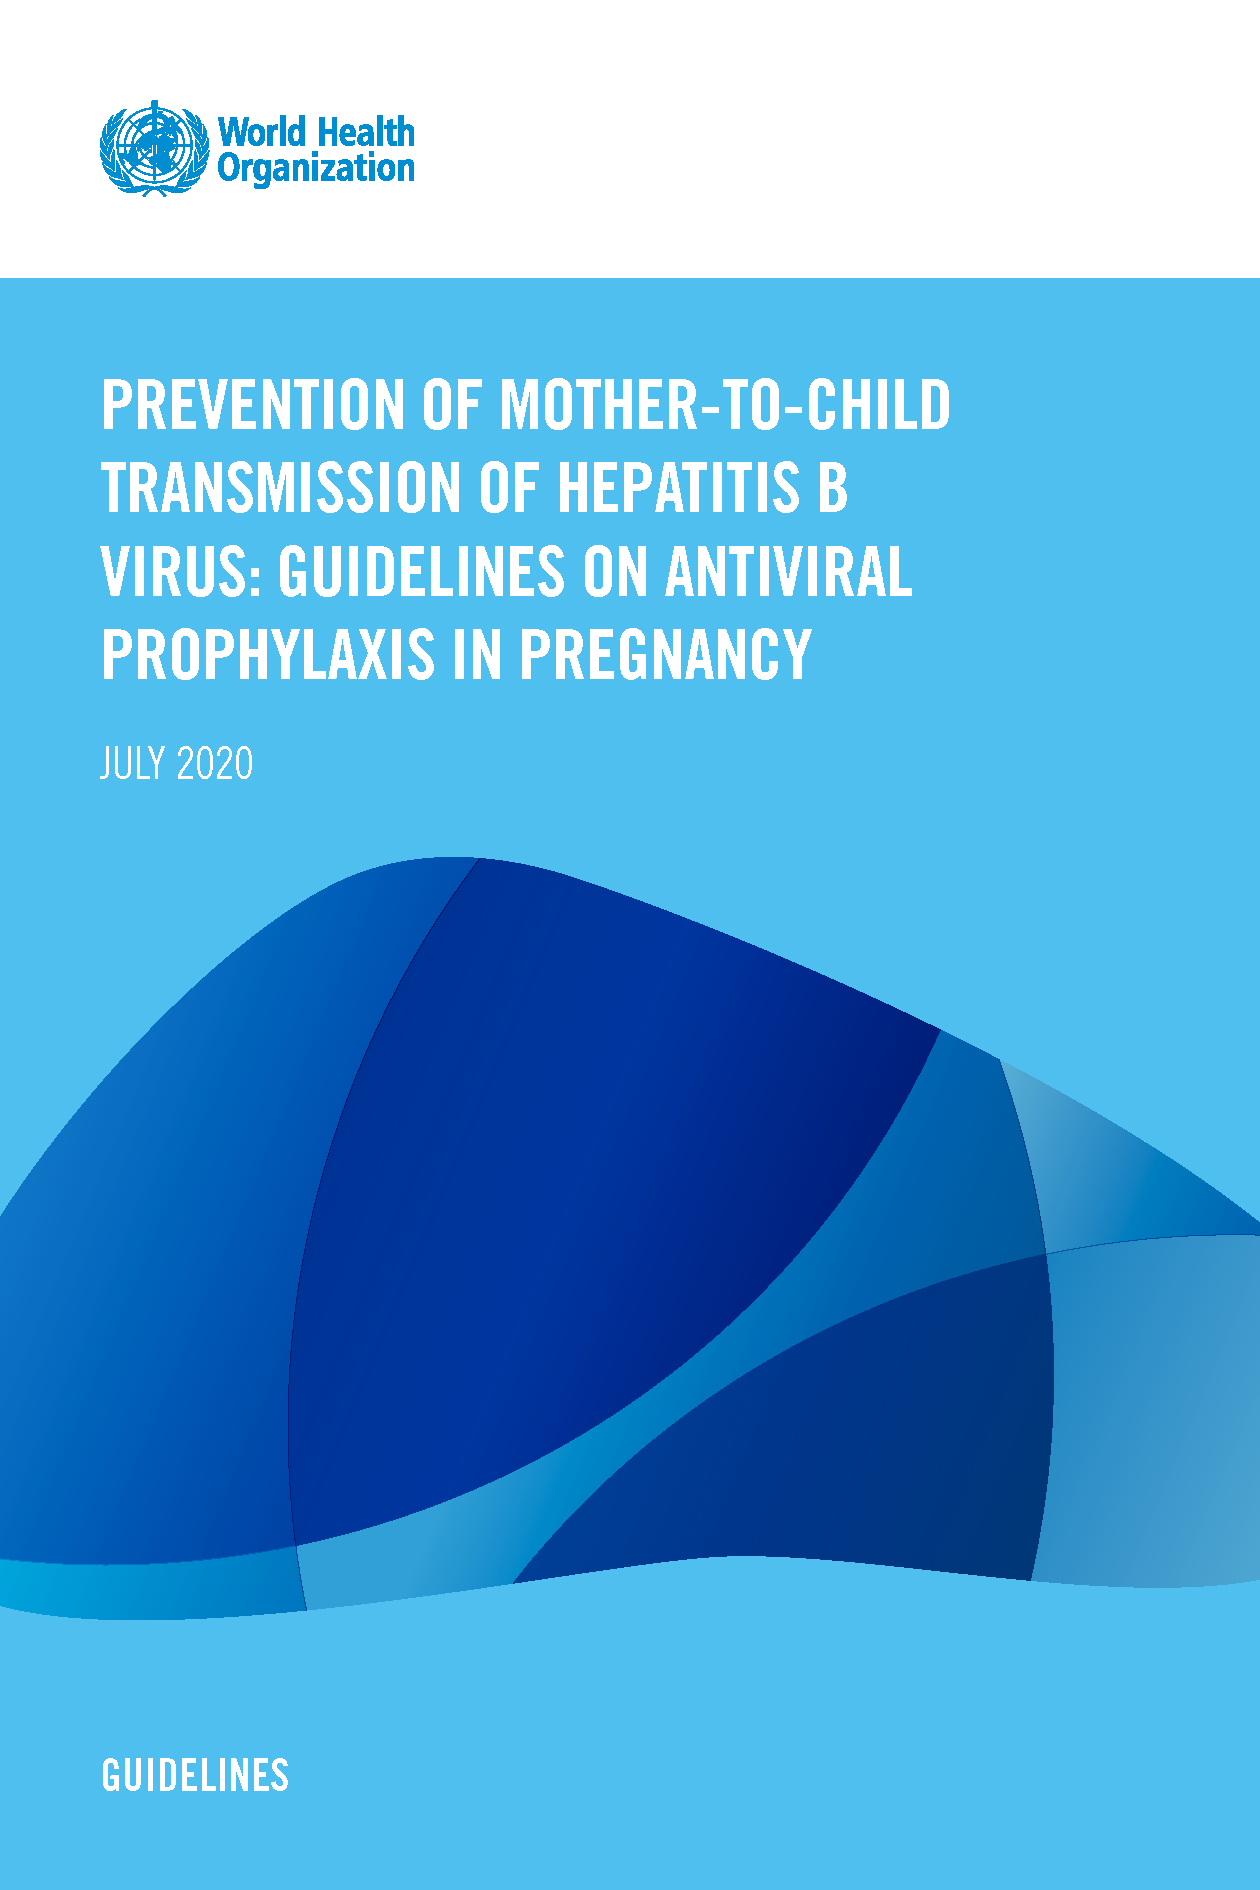 World Health
Organization
PREVENTION OF MOTHER-TO-CHILD
TRANSMISSION OF HEPATITIS B
VIRUS: GUIDELINES ON ANTIVIRAL
PROPHYLAXIS IN PREGNANCY
JULY 2020
GUIDELINES